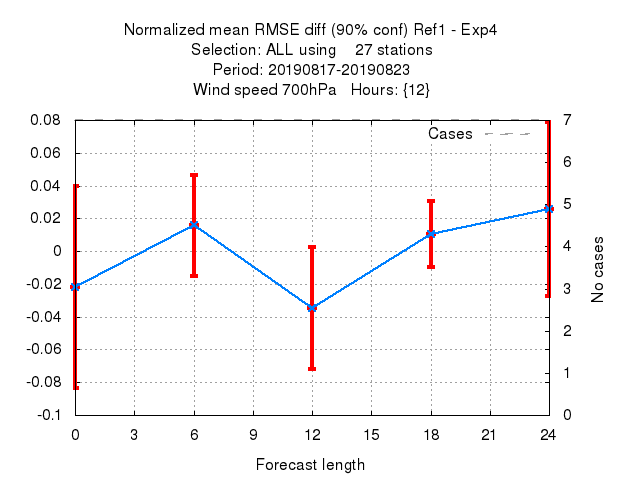 Normalized mean RMSE diff (90% conf) Ref1 - Exp4
Selection: ALL using 27 stations
Period: 20190817-20190823
Wind speed 700hPa Hours: {12}
Cases
0.08
0.06
0.04
0.02
0
-0.02
-0.04
-0.06
-0.08
-0.1
7
6
5
4
3
2
1
0
No cases
0 3 6 9 12 15 18 21 24
Forecast length